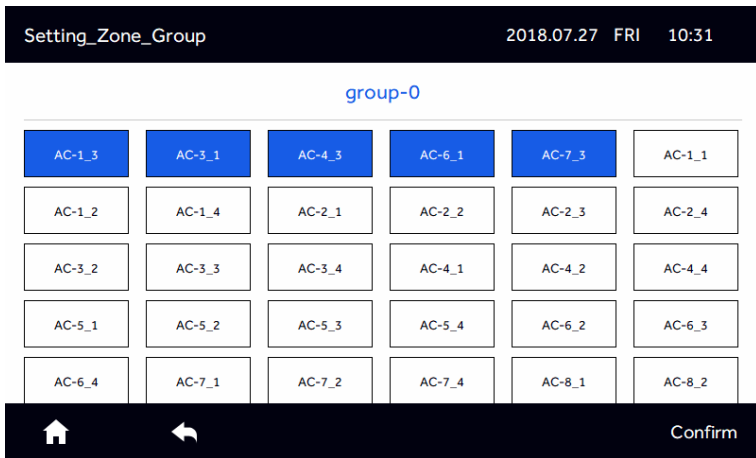 Setting_Zone_Group 2018.07.27 FRI 10:31
group-0
AC-1_3 AC-3_1 AC-4_3 AC-6_1 AC-7_3 AC-1_1
AC-1_2 AC-1_4 AC-2_1 AC-2_2 AC-2_3 AC-2_4
AC-3_2 AC-3_3 AC-3_4 AC-4_1 AC-4_2 AC-4_4
AC-5_1 AC-5_2 AC-5_3 AC-5_4 AC-6_2 AC-6_3
AC-6_4 AC-7_1 AC-7_2 AC-7_4 AC-8_1 AC-8_2
Confirm